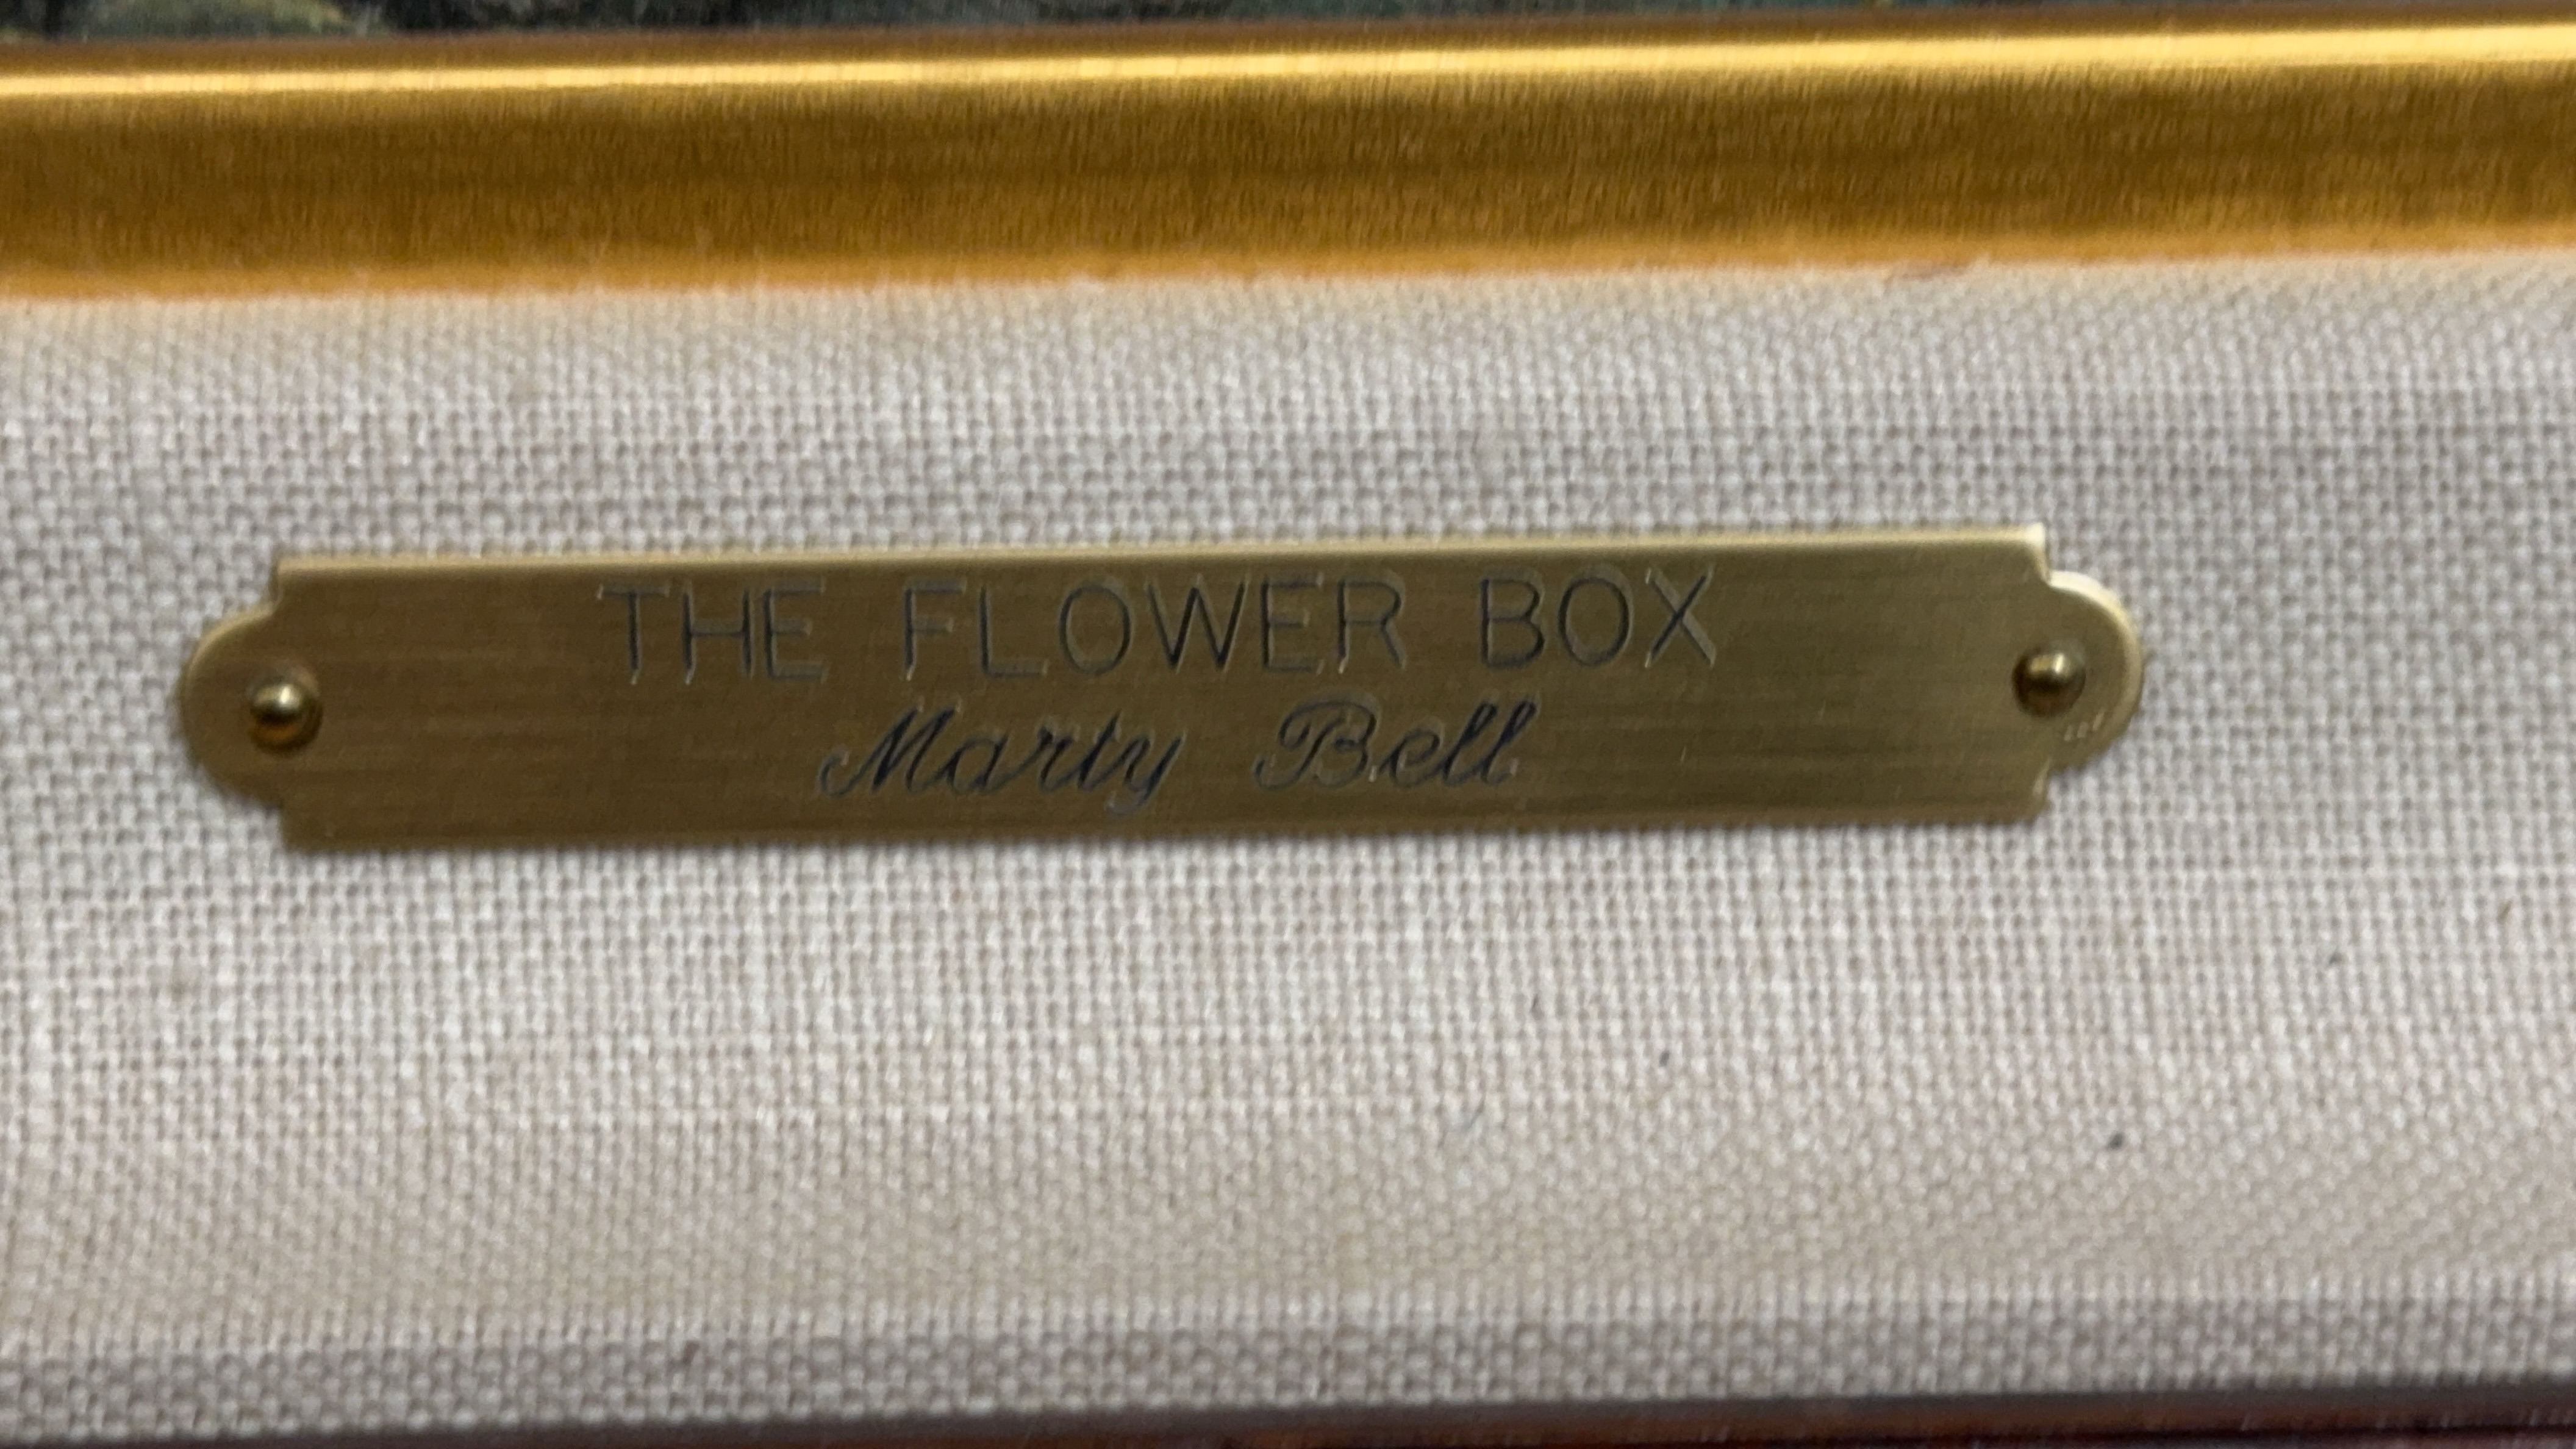 THE FLOWER BOX
Marty Bell